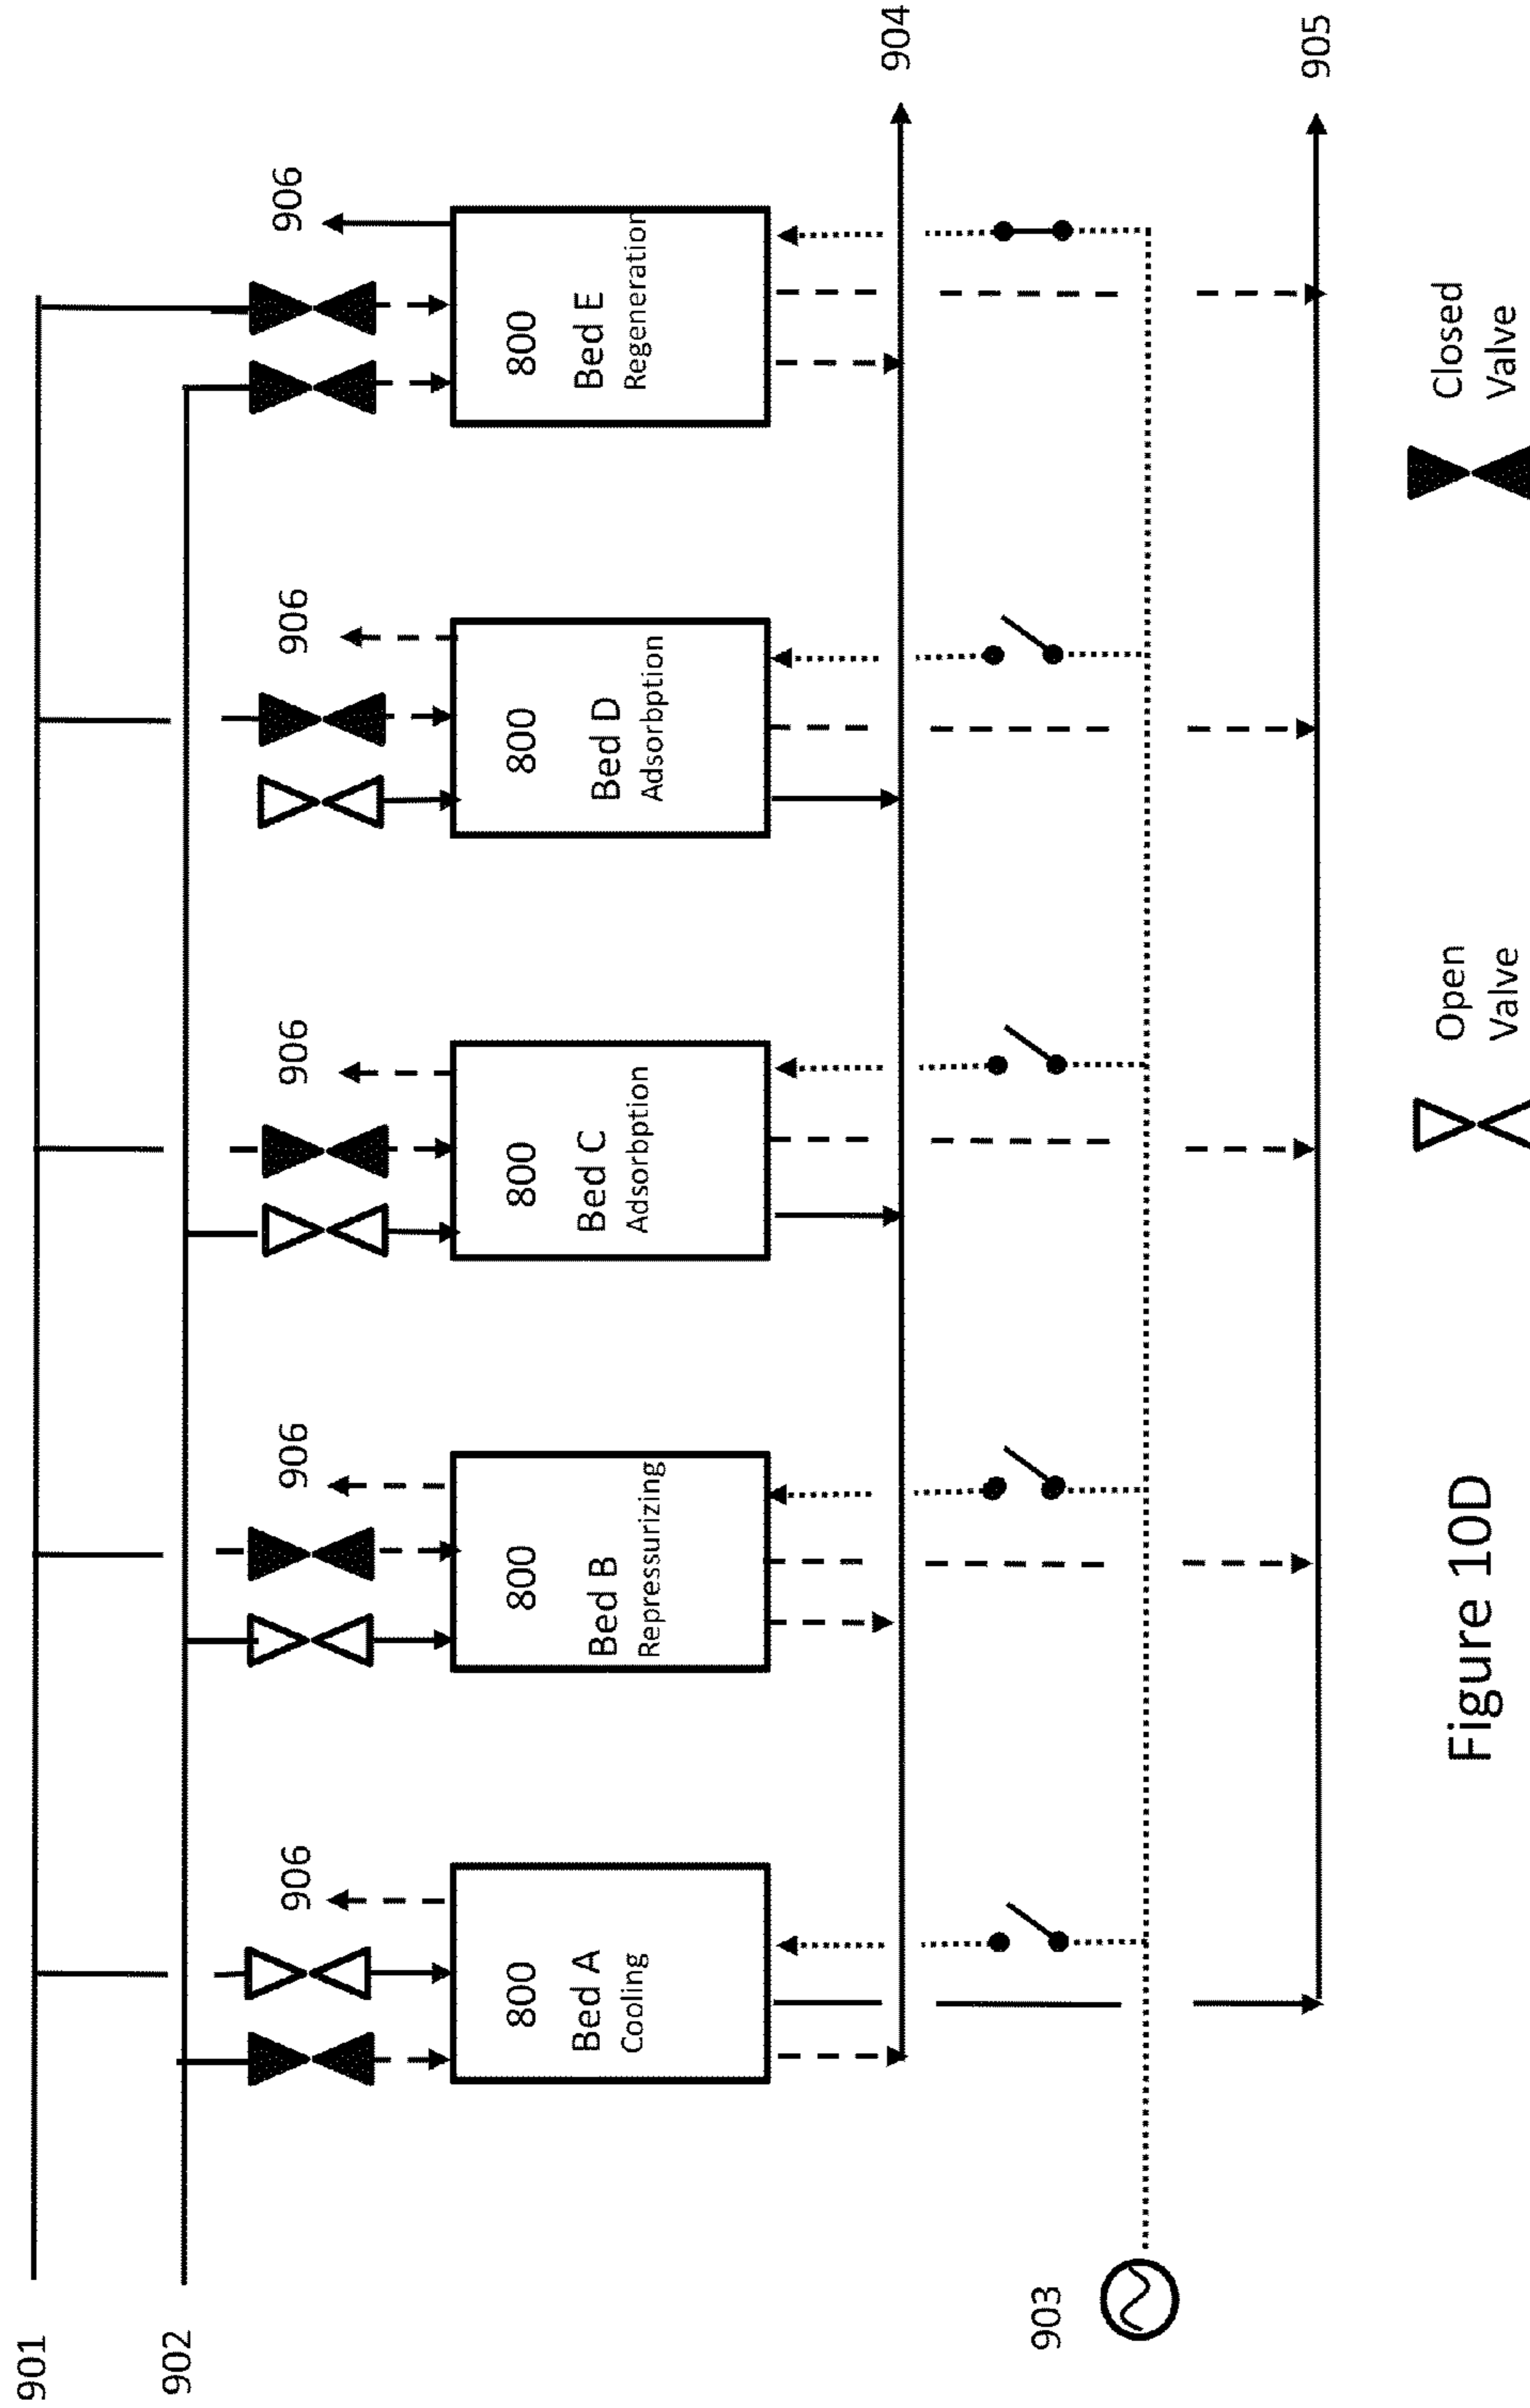 901
902
906
906
906
906
906
800
Bed A
Cooling
800
Bed B
Repressurizing
800
Bed C
Adsorbption
800
Bed D
Adsorbption
800
Bed E
Regeneration
904
903
905
Figure 10D
Open
Valve
Closed
Valve